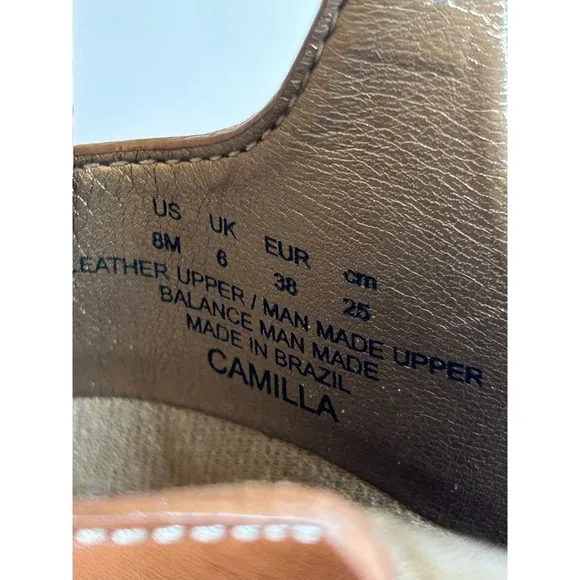 US UK EUR cm
8M 6 38 25
LEATHER UPPER / MAN MADE UPPER
BALANCE MAN MADE
MADE IN BRAZIL
CAMILLA